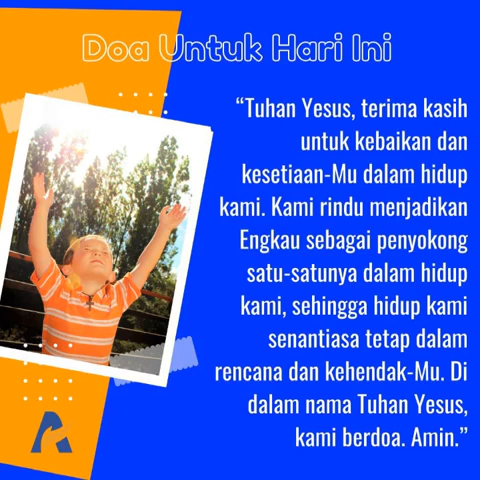 Doa Untuk Hari Ini
“Tuhan Yesus, terima kasih
untuk kebaikan dan
kesetiaan-Mu dalam hidup
kami. Kami rindu menjadikan
Engkau sebagai penyokong
satu-satunya dalam hidup
kami, sehingga hidup kami
senantiasa tetap dalam
rencana dan kehendak-Mu. Di
dalam nama Tuhan Yesus,
kami berdoa. Amin.”